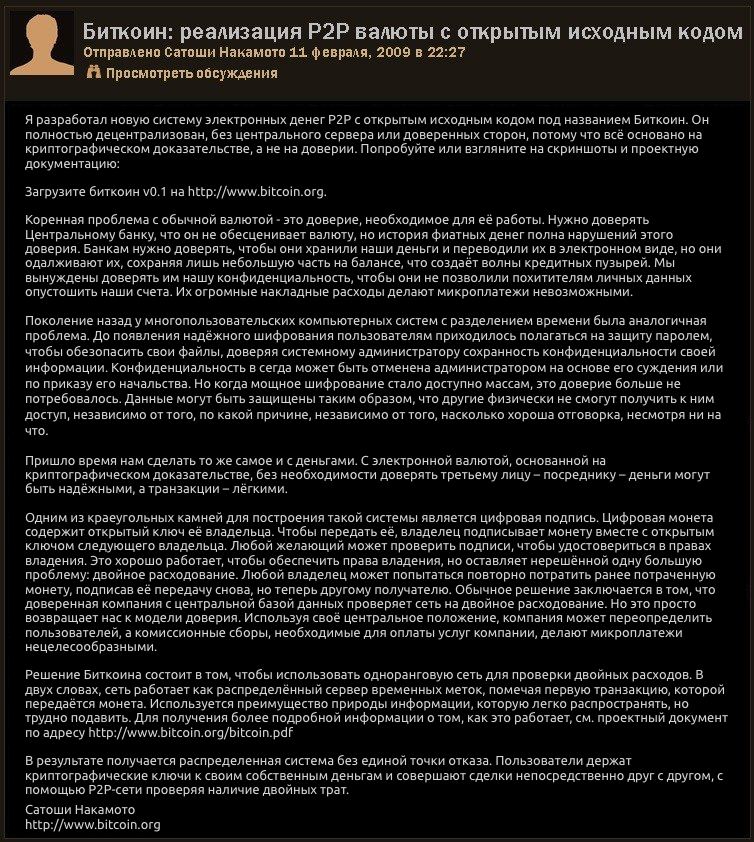 Биткоин: реализация P2P валюты с открытым исходным кодом
Отправлено Сатоши Накамото 11 февраля, 2009 в 22:27
Просмотреть обсуждения
Я разработал новую систему электронных денег P2P с открытым исходным кодом под названием Биткоин. Он
полностью децентрализован, без центрального сервера или доверенных сторон, потому что всё основано на
криптографическом доказательстве, а не на доверии. Попробуйте или взгляните на скриншоты и проектную
документацию:
Загрузите биткоин v0.1 на http://www.bitcoin.org.
Коренная проблема с обычной валютой - это доверие, необходимое для её работы. Нужно доверять
Центральному банку, что он не обесценивает валюту, но история фиатных денег полна нарушений этого
доверия. Банкам нужно доверять, чтобы они хранили наши деньги и переводили их в электронном виде, но они
одалживают их, сохраняя лишь небольшую часть на балансе, что создаёт волны кредитных пузырей. Мы
вынуждены доверять им нашу конфиденциальность, чтобы они не позволили похитителям личных данных
опустошить наши счета. Их огромные накладные расходы делают микроплатежи невозможными.
Поколение назад у многопользовательских компьютерных систем с разделением времени была аналогичная
проблема. До появления надёжного шифрования пользователям приходилось полагаться на защиту паролем,
чтобы обезопасить свои файлы, доверяя системному администратору сохранность конфиденциальности своей
информации. Конфиденциальность в сегда может быть отменена администратором на основе его суждения или
по приказу его начальства. Но когда мощное шифрование стало доступно массам, это доверие больше не
потребовалось. Данные могут быть защищены таким образом, что другие физически не смогут получить к ним
доступ, независимо от того, по какой причине, независимо от того, насколько хороша отговорка, несмотря ни на
что.
Пришло время нам сделать то же самое и с деньгами. С электронной валютой, основанной на
криптографическом доказательстве, без необходимости доверять третьему лицу – посреднику – деньги могут
быть надёжными, а транзакции – лёгкими.
Одним из краеугольных камней для построения такой системы является цифровая подпись. Цифровая монета
содержит открытый ключ её владельца. Чтобы передать её, владелец подписывает монету вместе с открытым
ключом следующего владельца. Любой желающий может проверить подписи, чтобы удостовериться в правах
владения. Это хорошо работает, чтобы обеспечить права владения, но оставляет нерешённой одну большую
проблему: двойное расходование. Любой владелец может попытаться повторно потратить ранее потраченную
монету, подписав её передачу снова, но теперь другому получателю. Обычное решение заключается в том, что
доверенная компания с центральной базой данных проверяет сеть на двойное расходование. Но это просто
возвращает нас к модели доверия. Используя своё центральное положение, компания может переопределить
пользователей, а комиссионные сборы, необходимые для оплаты услуг компании, делают микроплатежи
нецелесообразными.
Решение Биткоина состоит в том, чтобы использовать одноранговую сеть для проверки двойных расходов. В
двух словах, сеть работает как распределённый сервер временных меток, помечая первую транзакцию, которой
передаётся монета. Используется преимущество природы информации, которую легко распространять, но
трудно подавить. Для получения более подробной информации о том, как это работает, см. проектный документ
по адресу http://www.bitcoin.org/bitcoin.pdf
В результате получается распределенная система без единой точки отказа. Пользователи держат
криптографические ключи к своим собственным деньгам и совершают сделки непосредственно друг с другом, с
помощью P2P-сети проверяя наличие двойных трат.
Сатоши Накамото
http://www.bitcoin.org